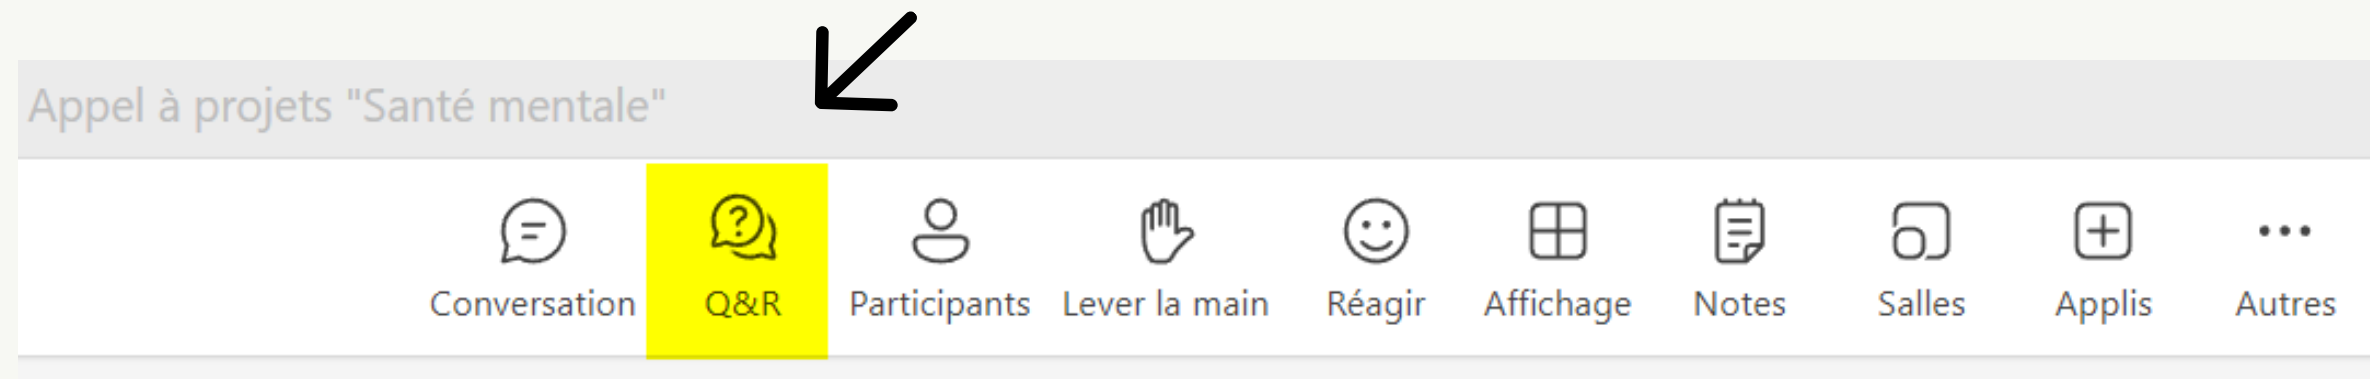 Appel à projets "Santé mentale"
Conversation Q&R Participants Lever la main Réagir Affichage Notes Salles Applis Autres